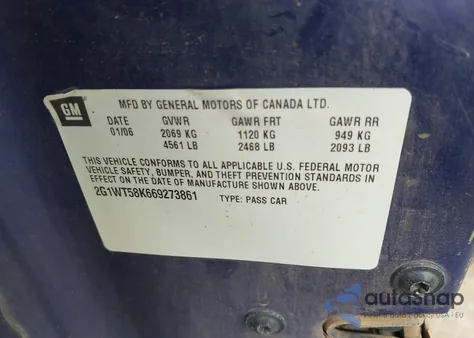 GM
MFD BY GENERAL MOTORS OF CANADA LTD.
DATE GVWR GAWR FRT GAWR RR
01/06 2069 KG 1120 KG 949 KG
4561 LB 2468 LB 2093 LB
THIS VEHICLE CONFORMS TO ALL APPLICABLE U.S. FEDERAL MOTOR
VEHICLE SAFETY, BUMPER, AND THEFT PREVENTION STANDARDS IN
EFFECT ON THE DATE OF MANUFACTURE SHOWN ABOVE.
2G1WT58K669273861 TYPE: PASS CAR
autasnap